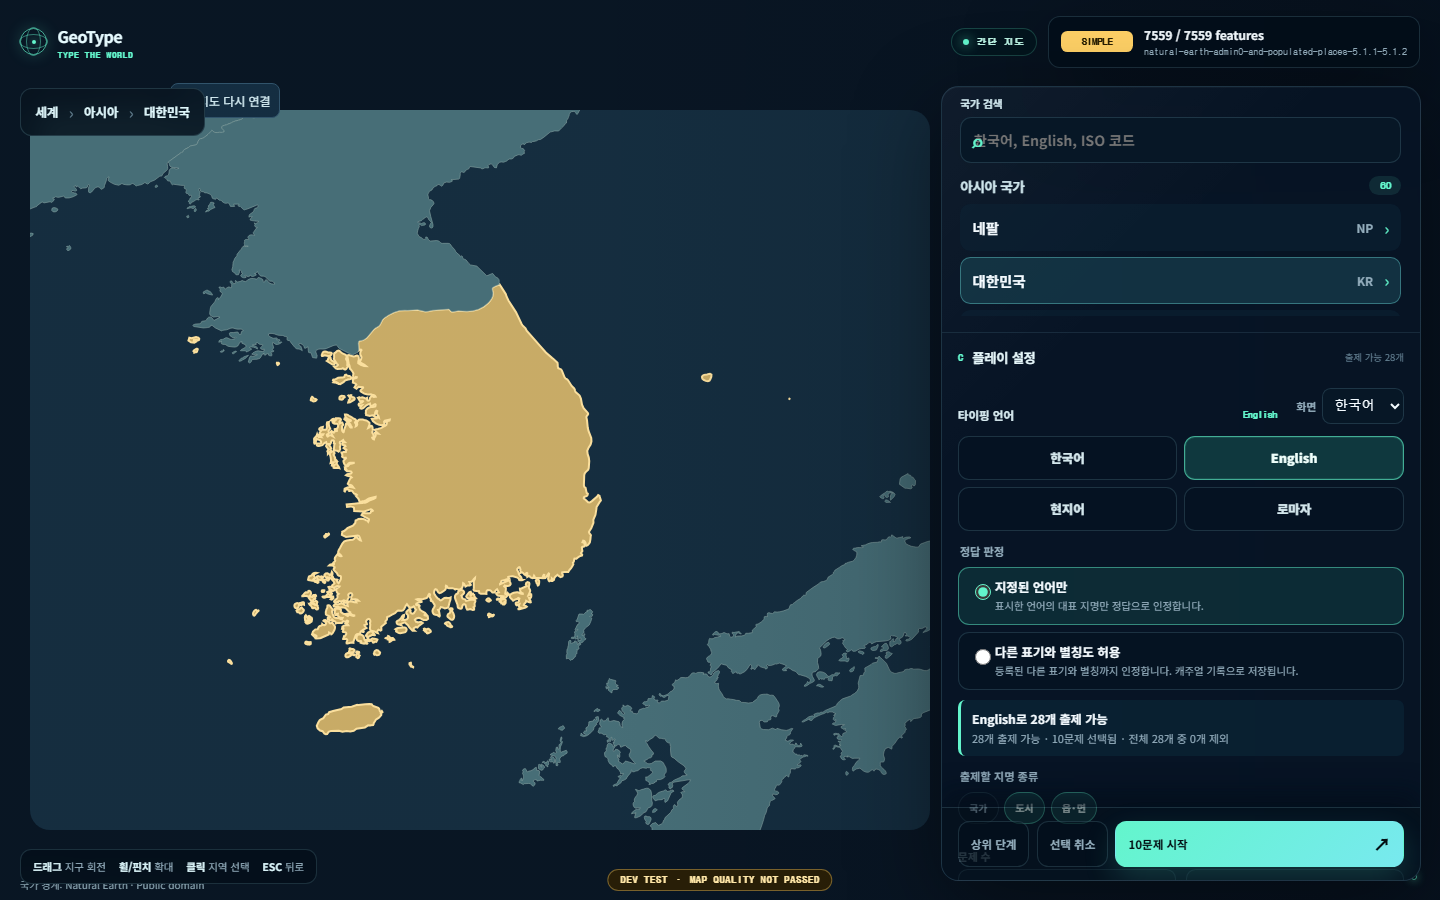 GeoType
TYPE THE WORLD
간단 지도
SIMPLE
7559 / 7559 features
natural-earth-admin0-and-populated-places-5.1.1-5.1.2
세계 › 아시아 › 대한민국
도 다시 연결
국가 검색
한국어, English, ISO 코드
아시아 국가
60
네팔 NP ›
대한민국 KR ›
C 플레이 설정
출제 가능 28개
타이핑 언어
English
화면
한국어
한국어
English
현지어
로마자
정답 판정
지정된 언어만
표시한 언어의 대표 지명만 정답으로 인정합니다.
다른 표기와 별칭도 허용
등록된 다른 표기와 별칭까지 인정합니다. 캐주얼 기록으로 저장됩니다.
English로 28개 출제 가능
28개 출제 가능 · 10문제 선택됨 · 전체 28개 중 0개 제외
출제할 지명 종류
국가
도시
읍·면
상위 단계
선택 취소
10문제 시작 ↗
문제 수
드래그 지구 회전 휠/핀치 확대 클릭 지역 선택 ESC 뒤로
국가 경계: Natural Earth · Public domain
DEV TEST · MAP QUALITY NOT PASSED